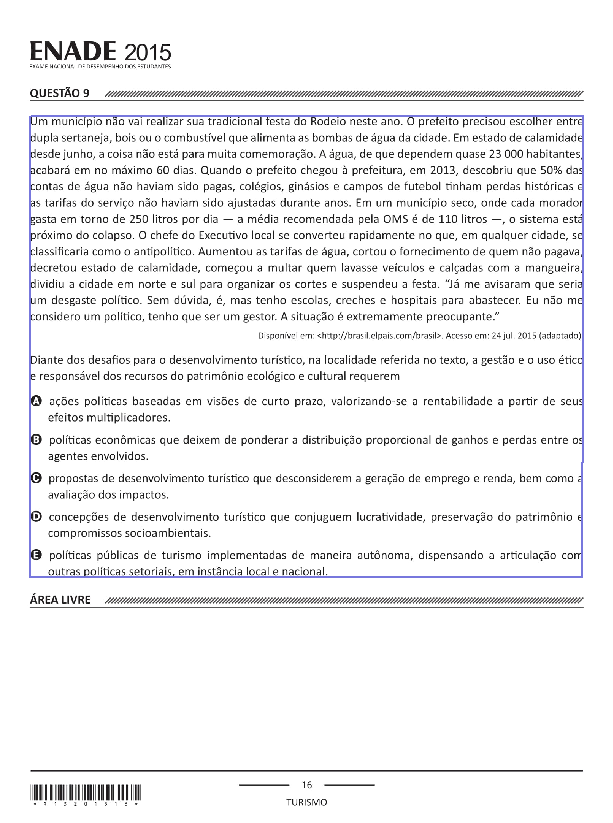 ENADE 2015
EXAME NACIONAL DE DESEMPENHO DOS ESTUDANTES
QUESTÃO 9
Um município não vai realizar sua tradicional festa do Rodeio neste ano. O prefeito precisou escolher entre
dupla sertaneja, bois ou o combustível que alimenta as bombas de água da cidade. Em estado de calamidade
desde junho, a coisa não está para muita comemoração. A água, de que dependem quase 23 000 habitantes,
acabará em no máximo 60 dias. Quando o prefeito chegou à prefeitura, em 2013, descobriu que 50% das
contas de água não haviam sido pagas, colégios, ginásios e campos de futebol tinham perdas históricas e
as tarifas do serviço não haviam sido ajustadas durante anos. Em um município seco, onde cada morador
gasta em torno de 250 litros por dia — a média recomendada pela OMS é de 110 litros —, o sistema está
próximo do colapso. O chefe do Executivo local se converteu rapidamente no que, em qualquer cidade, se
classificaria como o antipolítico. Aumentou as tarifas de água, cortou o fornecimento de quem não pagava,
decretou estado de calamidade, começou a multar quem lavasse veículos e calçadas com a mangueira,
dividiu a cidade em norte e sul para organizar os cortes e suspendeu a festa. “Já me avisaram que seria
um desgaste político. Sem dúvida, é, mas tenho escolas, creches e hospitais para abastecer. Eu não me
considero um político, tenho que ser um gestor. A situação é extremamente preocupante.”
Disponível em: <http://brasil.elpais.com/brasil>. Acesso em: 24 jul. 2015 (adaptado).
Diante dos desafios para o desenvolvimento turístico, na localidade referida no texto, a gestão e o uso ético
e responsável dos recursos do patrimônio ecológico e cultural requerem
A ações políticas baseadas em visões de curto prazo, valorizando-se a rentabilidade a partir de seus
efeitos multiplicadores.
B políticas econômicas que deixem de ponderar a distribuição proporcional de ganhos e perdas entre os
agentes envolvidos.
C propostas de desenvolvimento turístico que desconsiderem a geração de emprego e renda, bem como a
avaliação dos impactos.
D concepções de desenvolvimento turístico que conjuguem lucratividade, preservação do patrimônio e
compromissos socioambientais.
E políticas públicas de turismo implementadas de maneira autônoma, dispensando a articulação com
outras políticas setoriais, em instância local e nacional.
ÁREA LIVRE
16
TURISMO